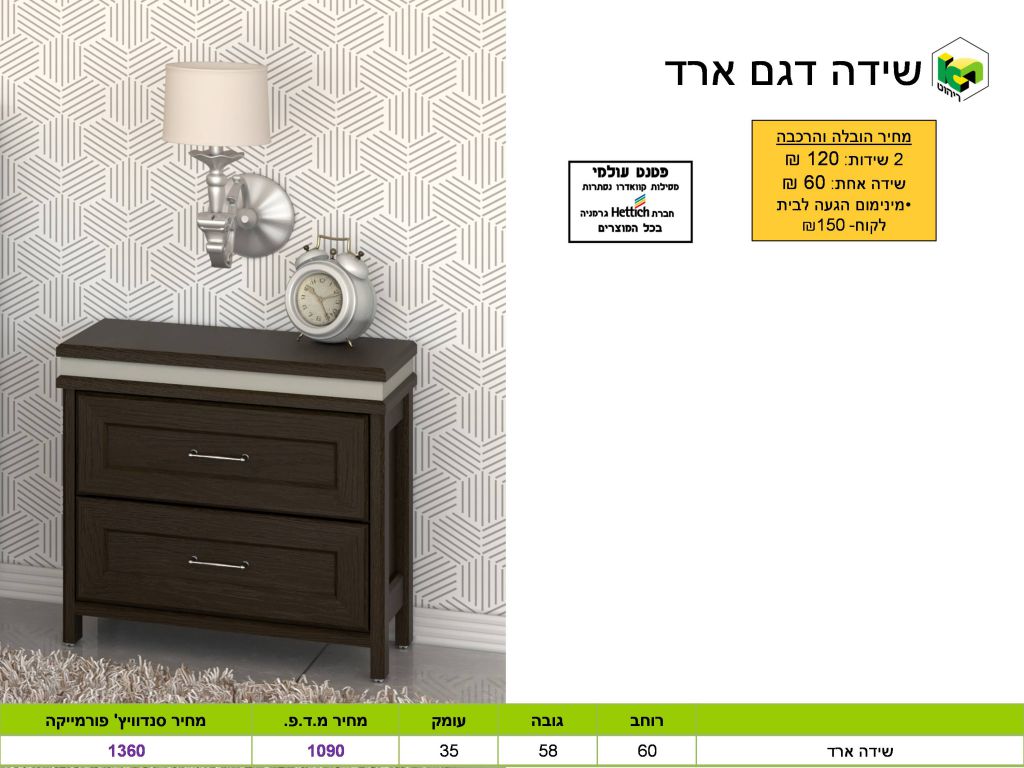 שידה דגם ארד
ריהוט
מחיר הובלה והרכבה
2 שידות: 120 ₪
שידה אחת: 60 ₪
•מינימום הגעה לבית
לקוח- 150₪
פטנט עולמי
מסילות קוואדרו נסתרות
חברת Hettich גרמניה
בכל המוצרים
רוחב גובה עומק מחיר מ.ד.פ. מחיר סנדוויץ' פורמייקה
שידה ארד 60 58 35 1090 1360